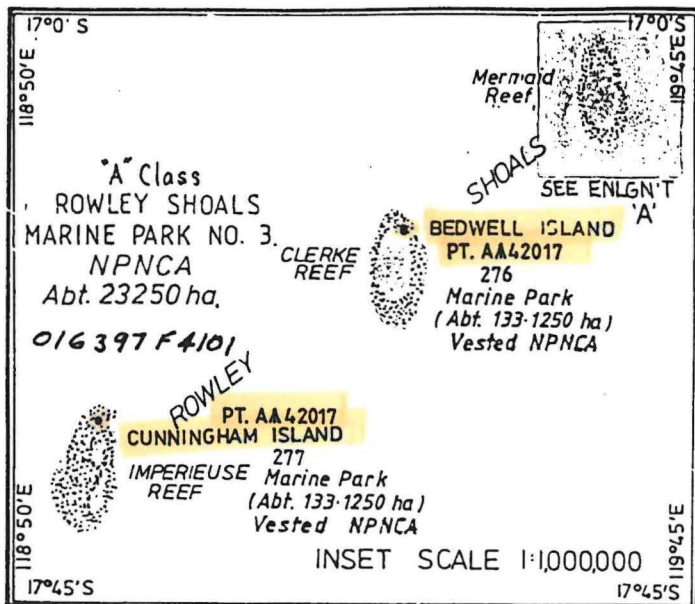 17°0' S
17°0' S
118°50'E
119°45'E
Mermaid
Reef
SHOALS
SEE ENLGN'T
'A'
"A" Class
ROWLEY SHOALS
MARINE PARK NO. 3.
NPNCA
Abt. 23250 ha.
016397 F4101
CLERKE
REEF
BEDWELL ISLAND
PT. AA42017
276
Marine Park
(Abt. 133·1250 ha)
Vested NPNCA
ROWLEY
PT. AA42017
CUNNINGHAM ISLAND
277
IMPERIEUSE
REEF
Marine Park
(Abt. 133·1250 ha)
Vested NPNCA
118°50'E
119°45'E
INSET SCALE 1:1,000,000
17°45'S
17°45'S